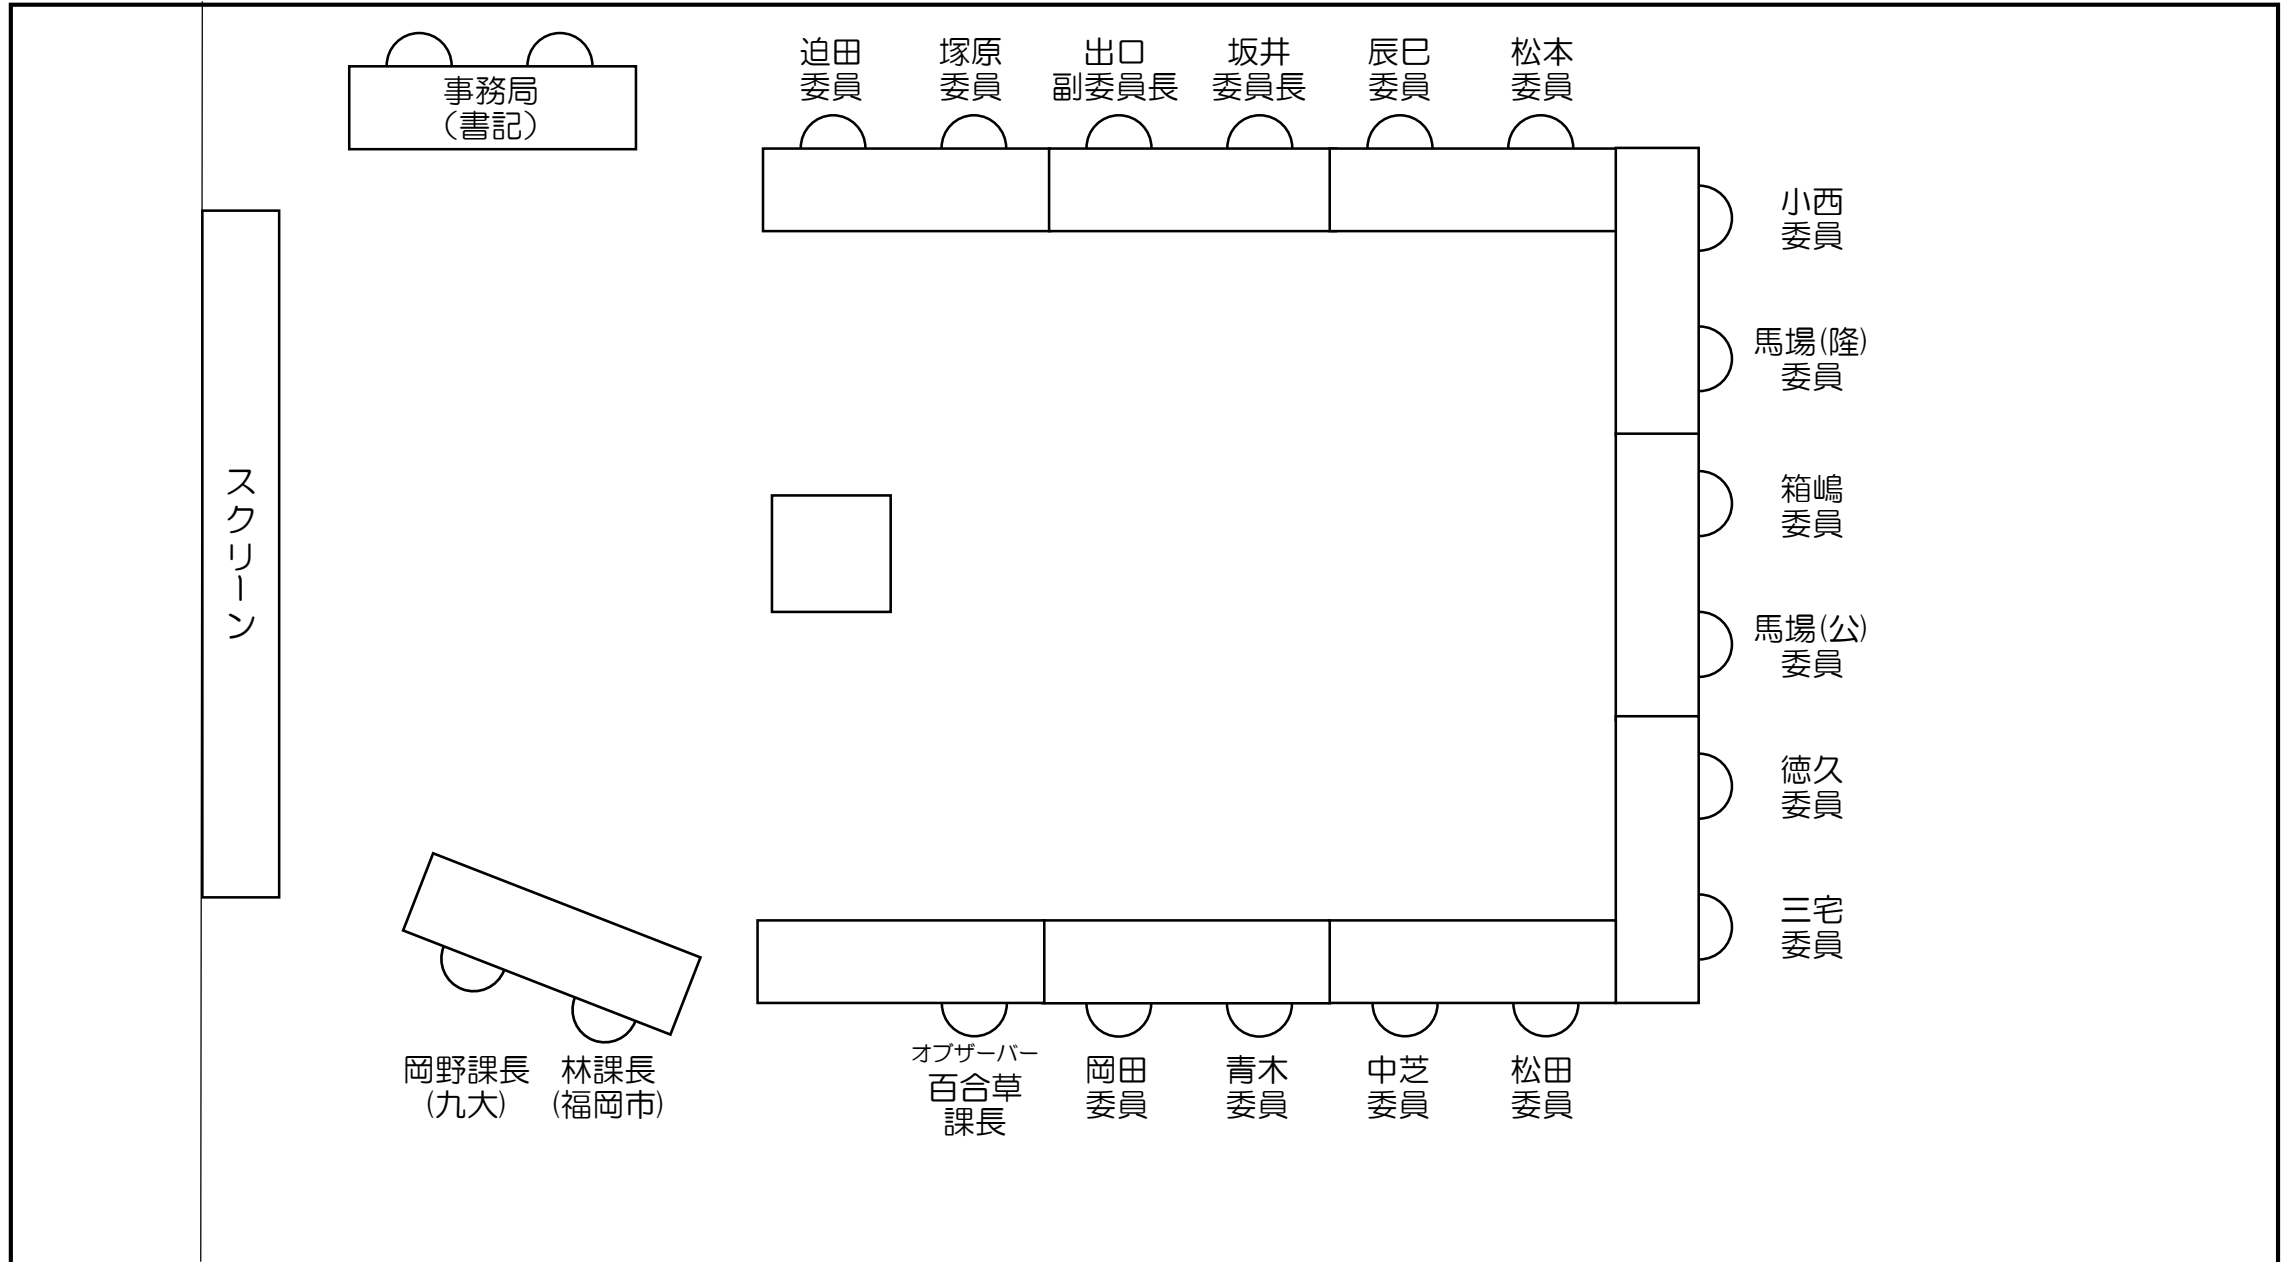 事務局
（書記）
迫田
委員
塚原
委員
出口
副委員長
坂井
委員長
辰巳
委員
松本
委員
小西
委員
馬場(隆)
委員
箱嶋
委員
馬場(公)
委員
徳久
委員
三宅
委員
スクリーン
岡野課長
(九大)
林課長
(福岡市)
オブザーバー
百合草
課長
岡田
委員
青木
委員
中芝
委員
松田
委員